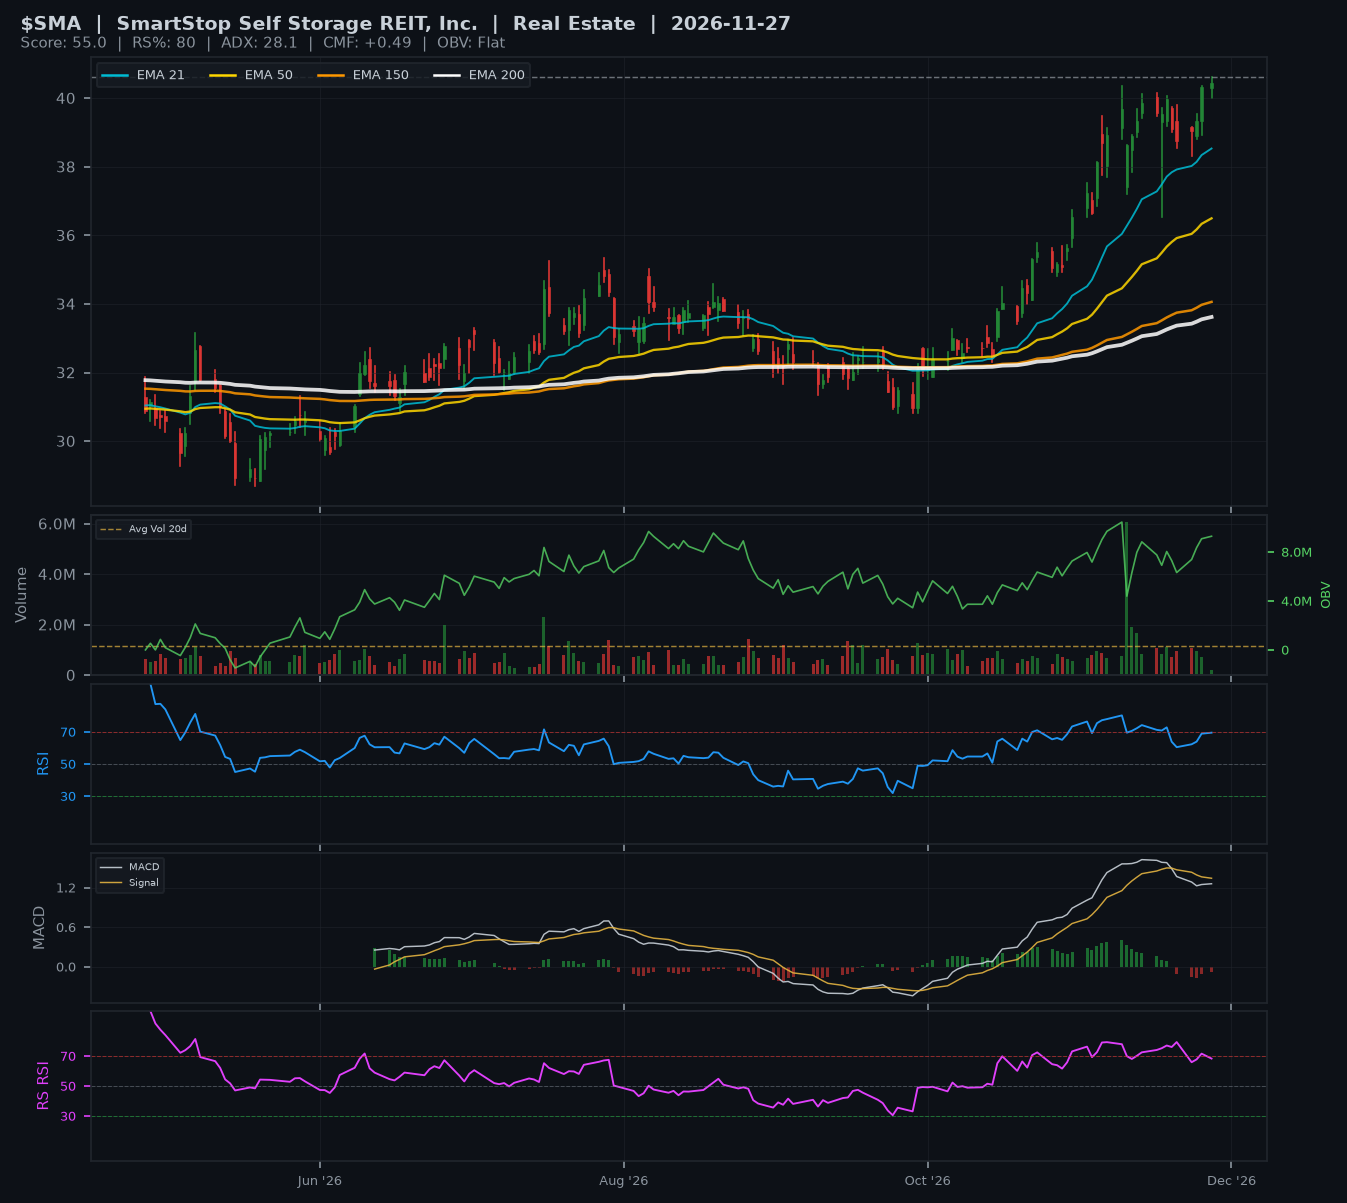 $SMA  |  SmartStop Self Storage REIT, Inc.  |  Real Estate  |  2026-11-27
Score: 55.0  |  RS%: 80  |  ADX: 28.1  |  CMF: +0.49  |  OBV: Flat
EMA 21
EMA 50
EMA 150
EMA 200
40
38
36
34
32
30
Avg Vol 20d
6.0M
4.0M
2.0M
0
Volume
8.0M
4.0M
0
OBV
70
50
30
RSI
MACD
Signal
1.2
0.6
0.0
MACD
70
50
30
RS RSI
Jun '26
Aug '26
Oct '26
Dec '26